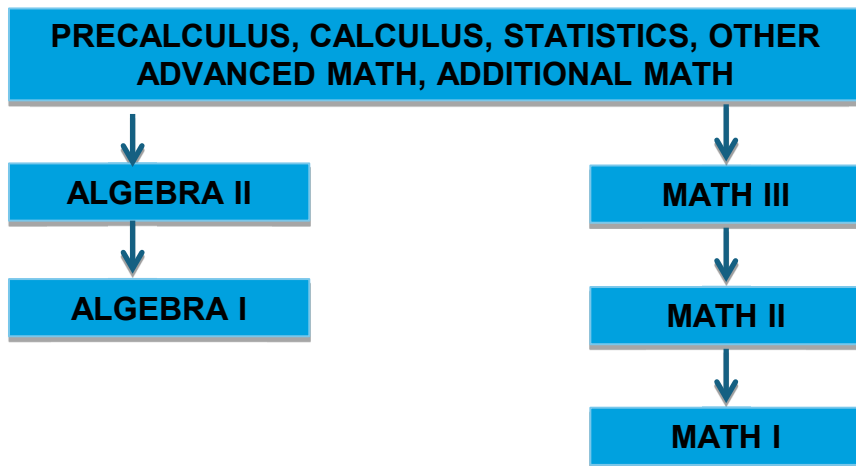 PRECALCULUS, CALCULUS, STATISTICS, OTHER
ADVANCED MATH, ADDITIONAL MATH
ALGEBRA II
MATH III
ALGEBRA I
MATH II
MATH I